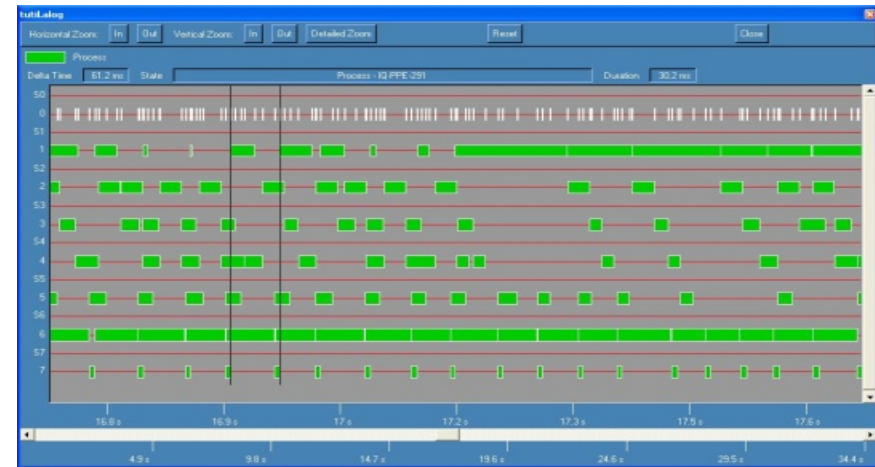 tutiLalog
Horizontal Zoom: In Out Vertical Zoom: In Out Detailed Zoom Reset Close
Process
Delta Time 61.2 ms State Process - IQ-PPE-291 Duration 30.2 ms
S0
0
S1
1
S2
2
S3
3
S4
4
S5
5
S6
6
S7
7
16.8 s 16.9 s 17 s 17.2 s 17.3 s 17.5 s 17.6 s
4.9 s 9.8 s 14.7 s 19.6 s 24.6 s 29.5 s 34.4 s